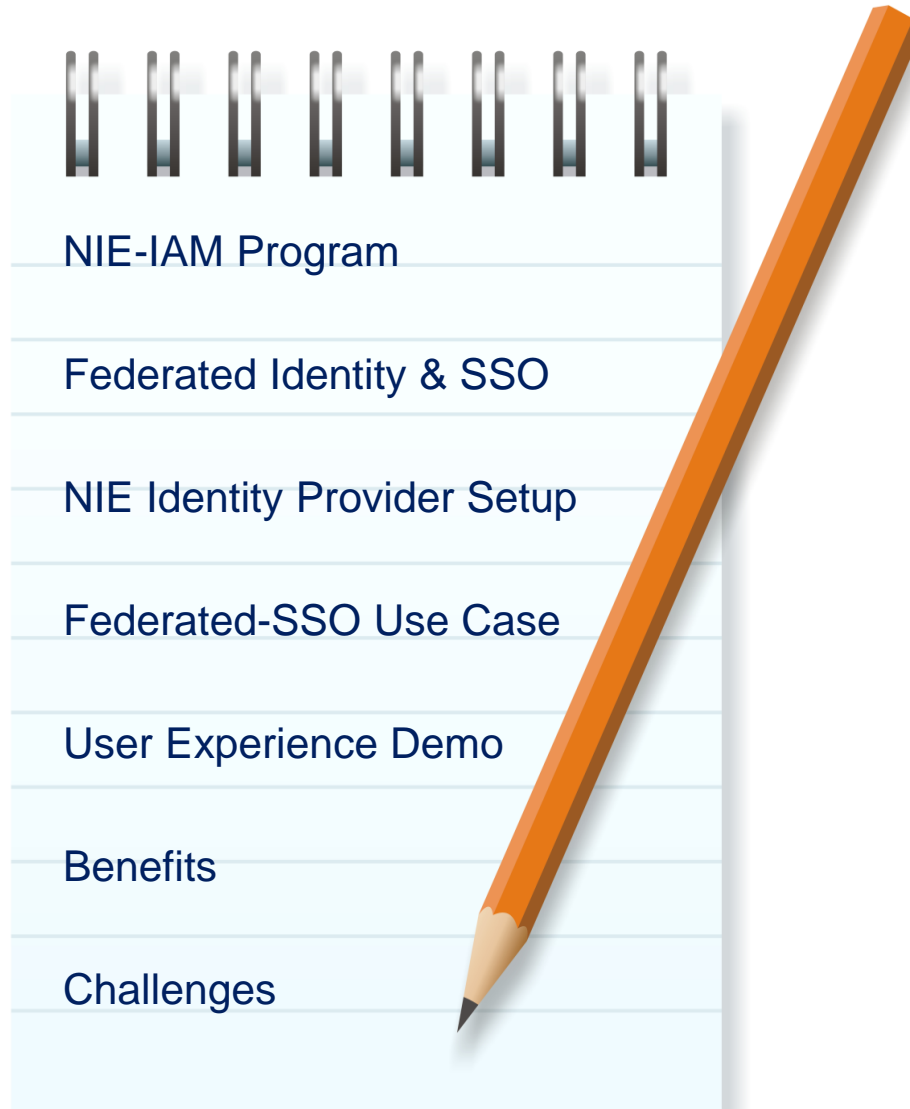 NIE-IAM Program
Federated Identity & SSO
NIE Identity Provider Setup
Federated-SSO Use Case
User Experience Demo
Benefits
Challenges